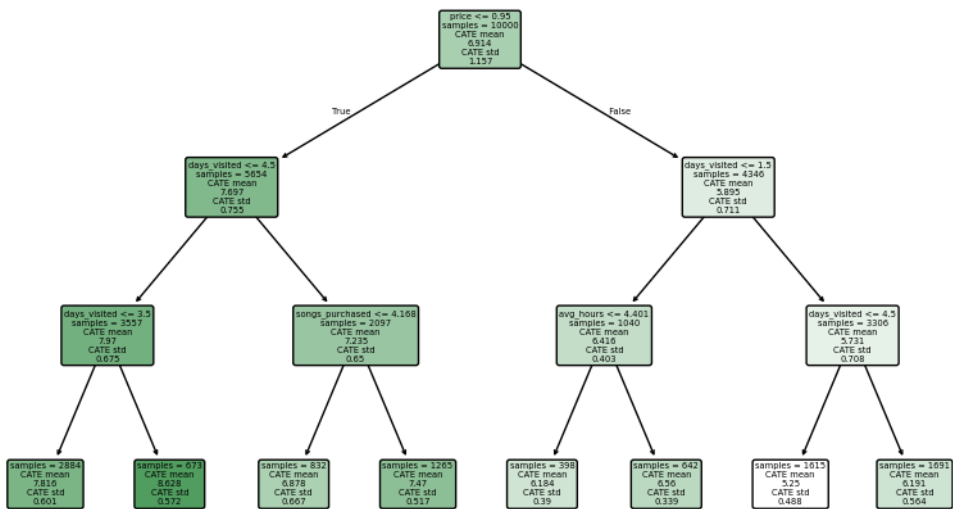 price <= 0.95
samples = 10000
CATE mean
6.914
CATE std
1.157
True
False
days_visited <= 4.5
samples = 5654
CATE mean
7.697
CATE std
0.755
days_visited <= 1.5
samples = 4346
CATE mean
5.895
CATE std
0.711
days_visited <= 3.5
samples = 3557
CATE mean
7.97
CATE std
0.675
songs_purchased <= 4.168
samples = 2097
CATE mean
7.235
CATE std
0.65
avg_hours <= 4.401
samples = 1040
CATE mean
6.416
CATE std
0.403
days_visited <= 4.5
samples = 3306
CATE mean
5.731
CATE std
0.708
samples = 2884
CATE mean
7.816
CATE std
0.601
samples = 673
CATE mean
8.628
CATE std
0.572
samples = 832
CATE mean
6.878
CATE std
0.667
samples = 1265
CATE mean
7.47
CATE std
0.517
samples = 398
CATE mean
6.184
CATE std
0.39
samples = 642
CATE mean
6.56
CATE std
0.339
samples = 1615
CATE mean
5.25
CATE std
0.488
samples = 1691
CATE mean
6.191
CATE std
0.564